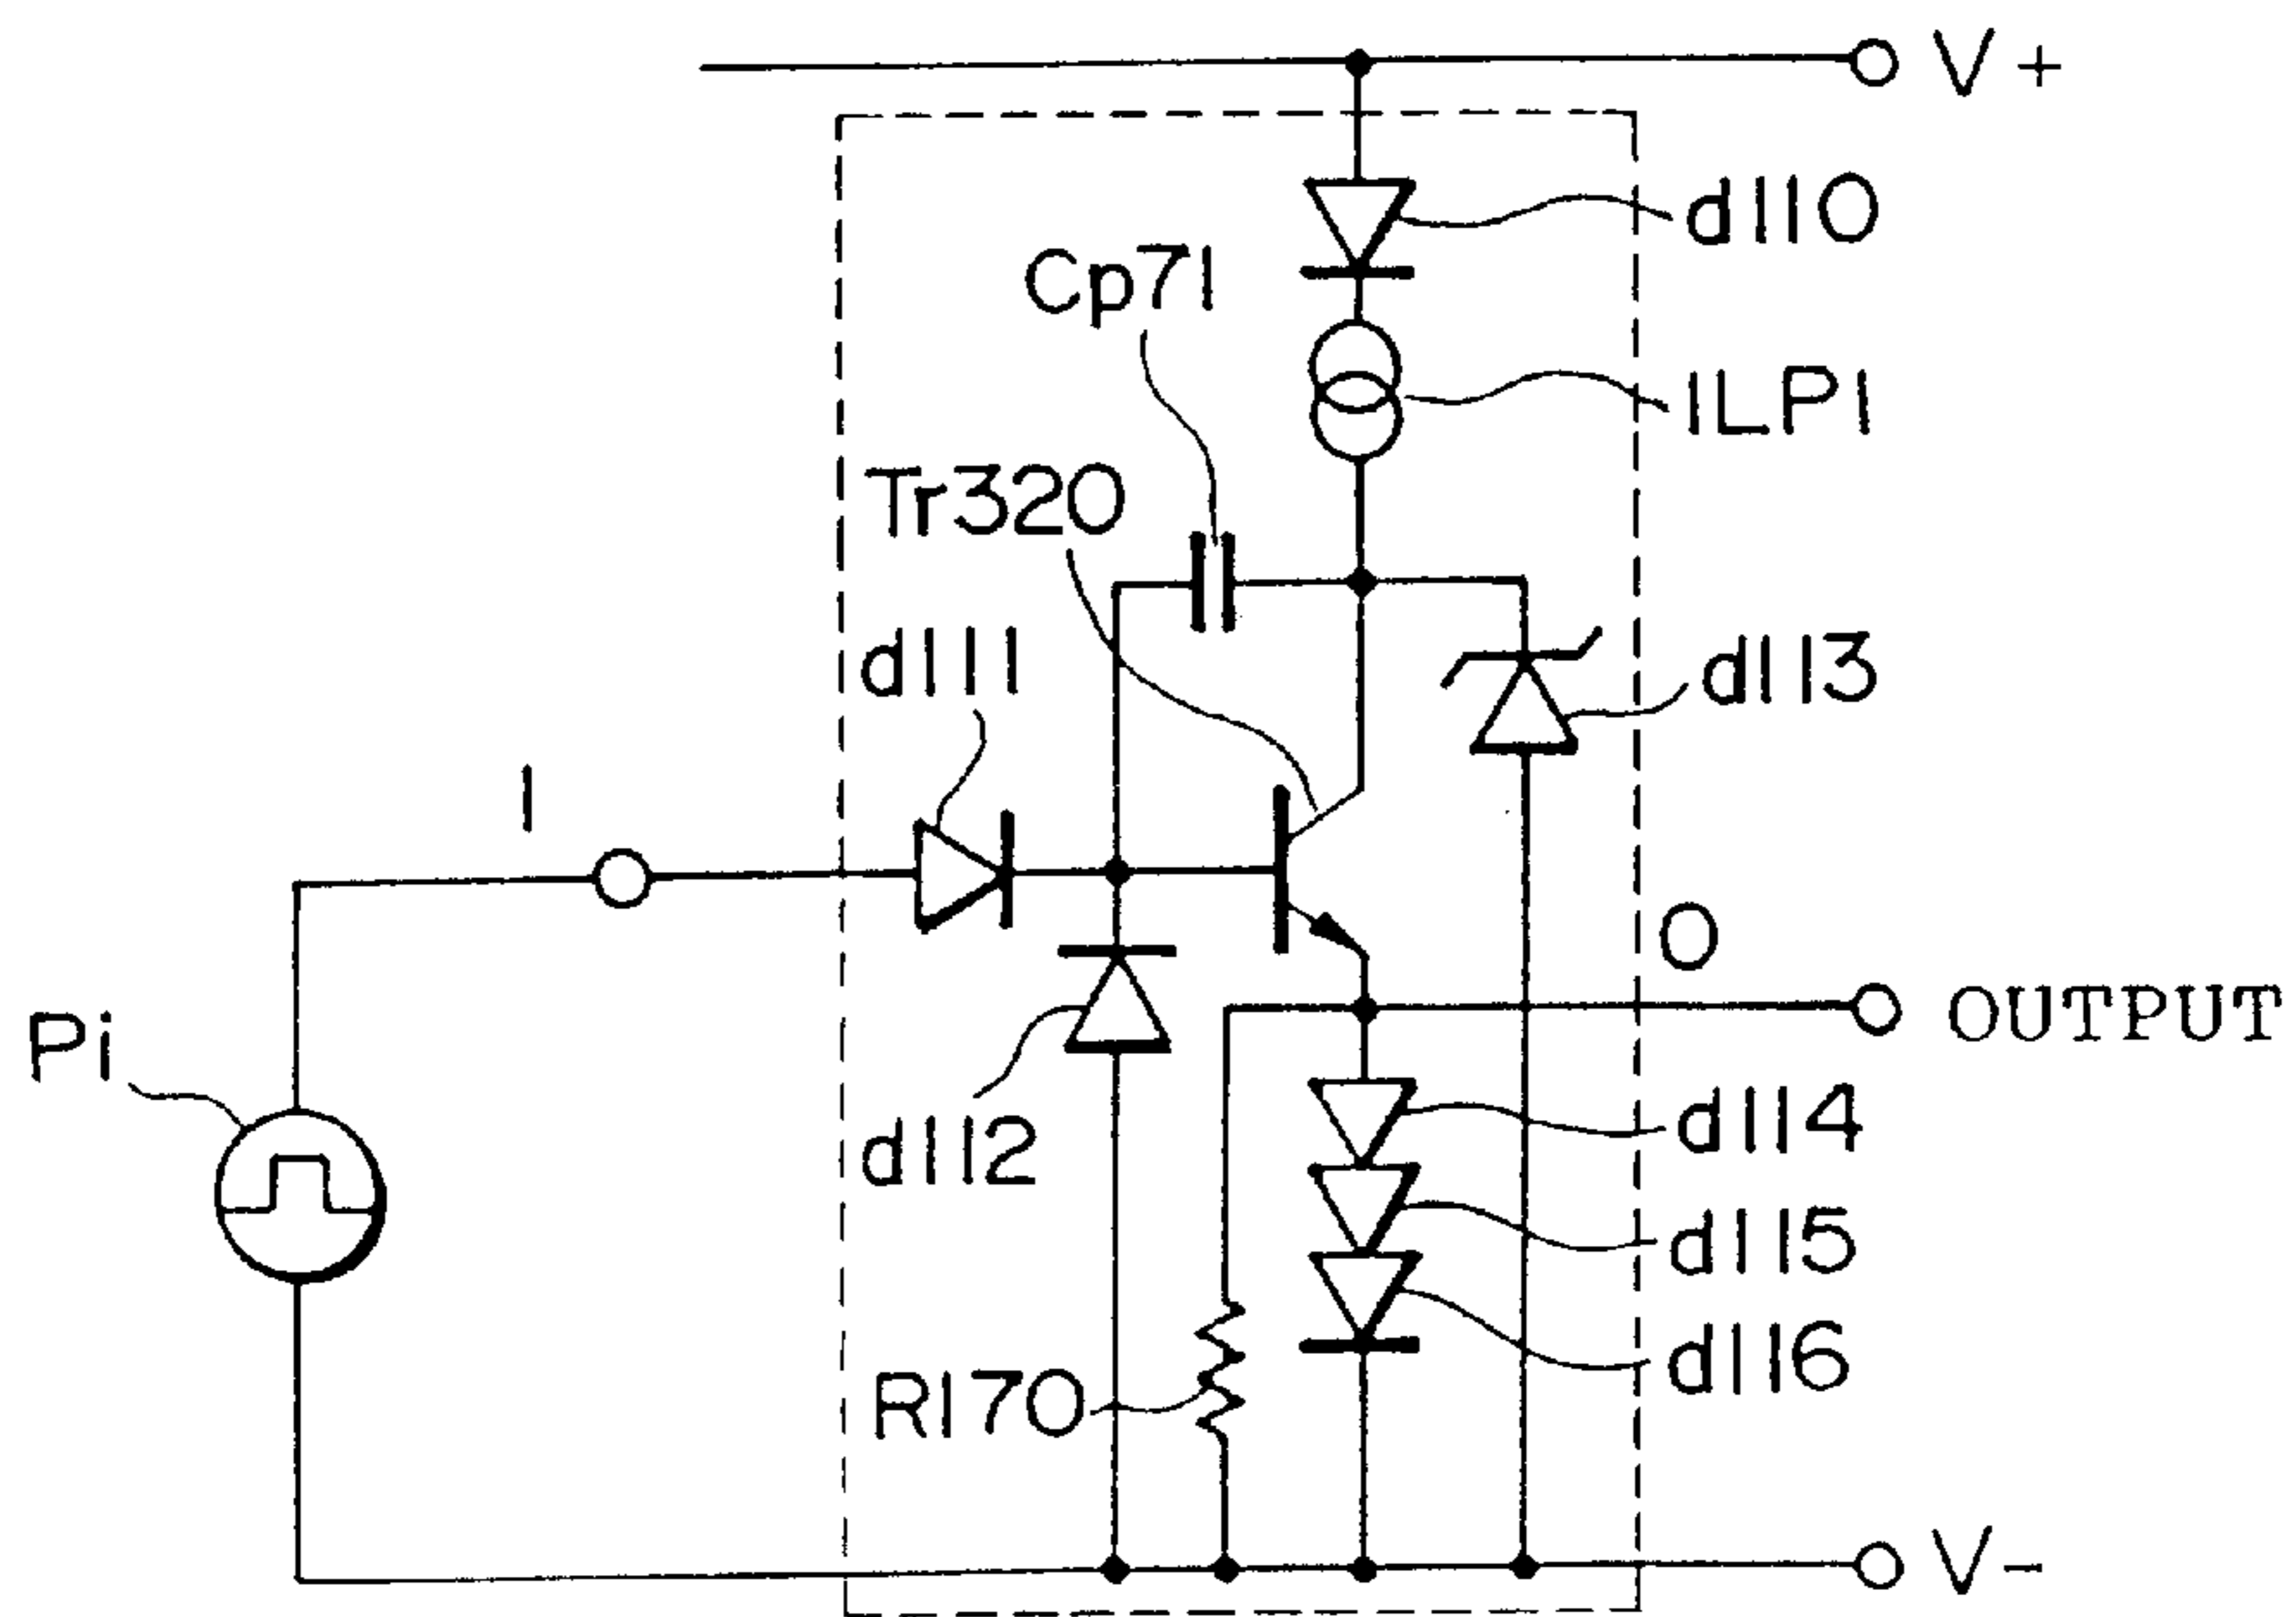 V+
d110
Cp71
ILP1
Tr320
d111
d113
I
O
OUTPUT
Pi
d114
d112
d115
d116
R170
V-